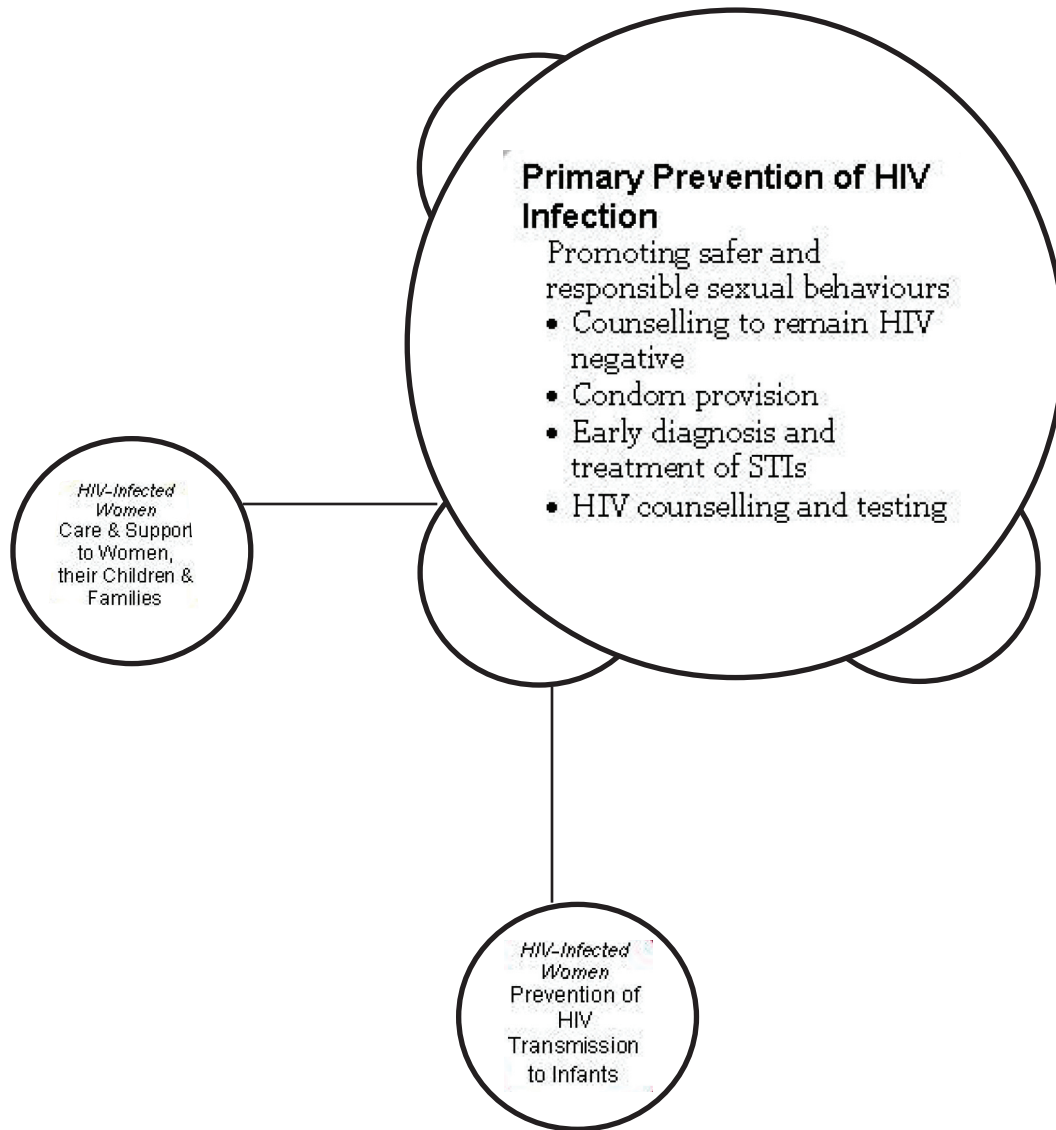 Primary Prevention of HIV
Infection
Promoting safer and
responsible sexual behaviours
• Counselling to remain HIV
negative
• Condom provision
• Early diagnosis and
treatment of STIs
• HIV counselling and testing
HIV-Infected
Women
Care & Support
to Women,
their Children &
Families
HIV-Infected
Women
Prevention of
HIV
Transmission
to Infants